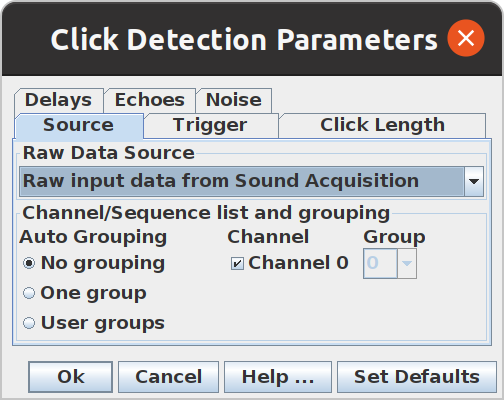 Click Detection Parameters
Delays Echoes Noise
Source Trigger Click Length
Raw Data Source
Raw input data from Sound Acquisition
Channel/Sequence list and grouping
Auto Grouping Channel Group
No grouping Channel 0 0
One group
User groups
Ok Cancel Help ... Set Defaults